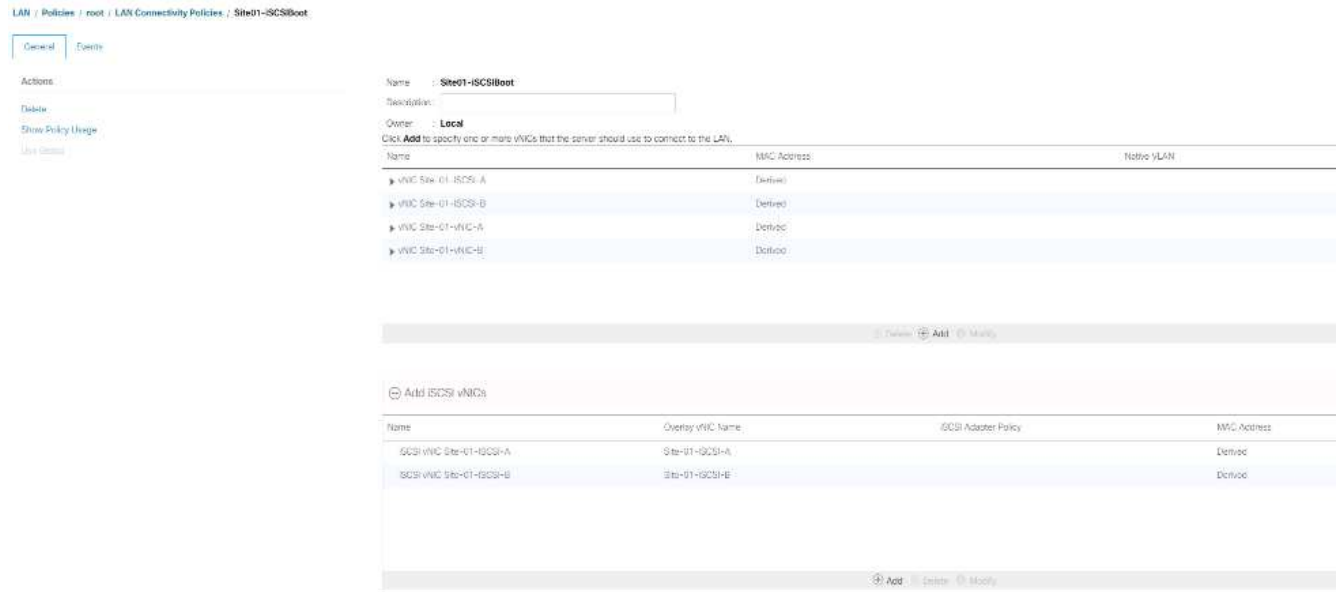 LAN / Policies / root / LAN Connectivity Policies / Site01-iSCSIBoot
General Events
Actions
Delete
Show Policy Usage
Use Global
Name : Site01-iSCSIBoot
Description :
Owner : Local
Click Add to specify one or more vNICs that the server should use to connect to the LAN.
Name MAC Address Native VLAN
vNIC Site-01-iSCSI-A Derived
vNIC Site-01-iSCSI-B Derived
vNIC Site-01-vNIC-A Derived
vNIC Site-01-vNIC-B Derived
Delete Add Modify
Add iSCSI vNICs
Name Overlay vNIC Name iSCSI Adapter Policy MAC Address
iSCSI vNIC Site-01-iSCSI-A Site-01-iSCSI-A Derived
iSCSI vNIC Site-01-iSCSI-B Site-01-iSCSI-B Derived
Add Delete Modify